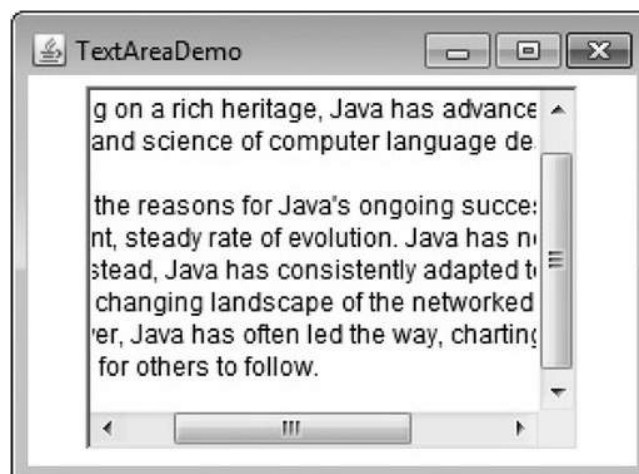 TextAreaDemo
g on a rich heritage, Java has advance
and science of computer language de
the reasons for Java's ongoing succes
nt, steady rate of evolution. Java has n
stead, Java has consistently adapted t
changing landscape of the networked
er, Java has often led the way, charting
for others to follow.